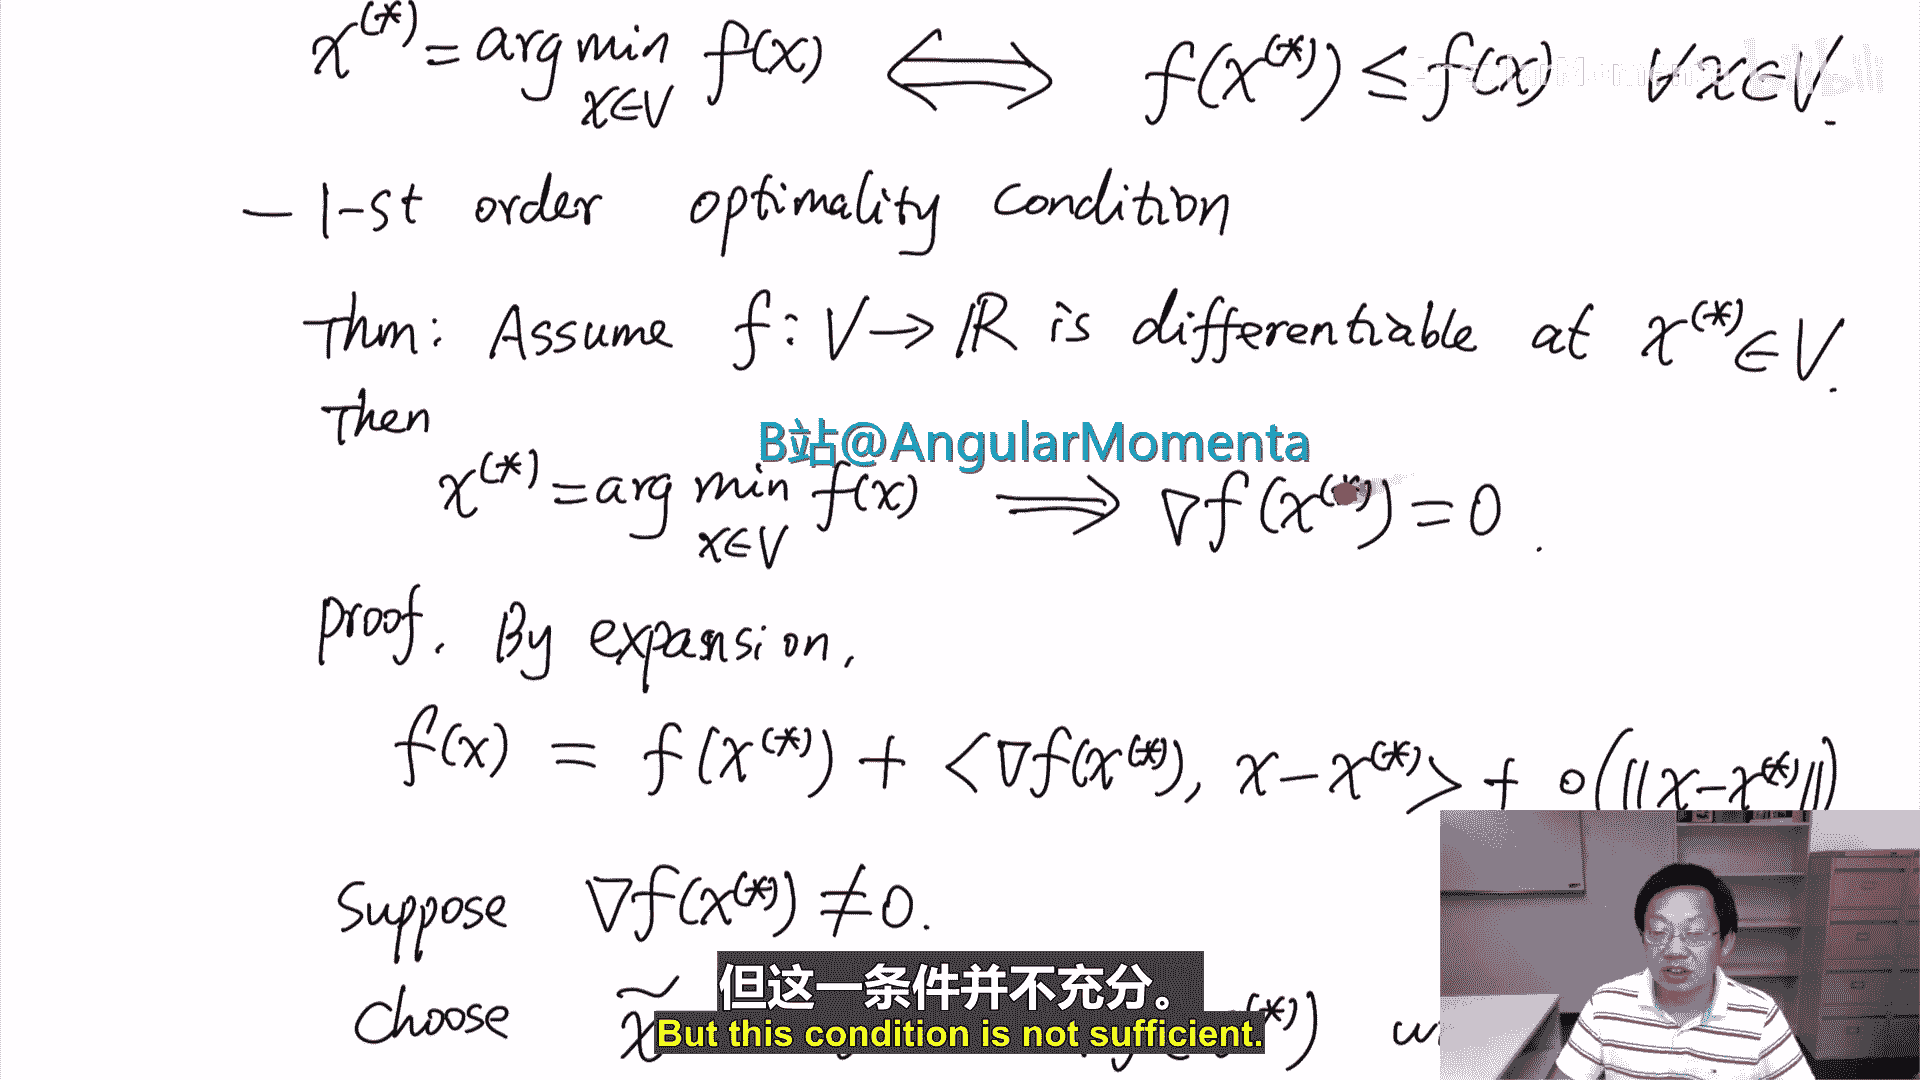 x^(*) = arg min_{x∈V} f(x) ⟺ f(x^(*)) ≤ f(x) ∀x∈V.
– 1-st order optimality condition
Thm: Assume f: V → ℝ is differentiable at x^(*) ∈ V.
Then
B站@AngularMomenta
x^(*) = arg min_{x∈V} f(x) ⟹ ∇f(x^(*)) = 0.
Proof. By expansion,
f(x) = f(x^(*)) + <∇f(x^(*)), x - x^(*)> + o(||x - x^(*)||)
Suppose ∇f(x^(*)) ≠ 0.
但这一条件并不充分。
Choose x̃
But this condition is not sufficient.